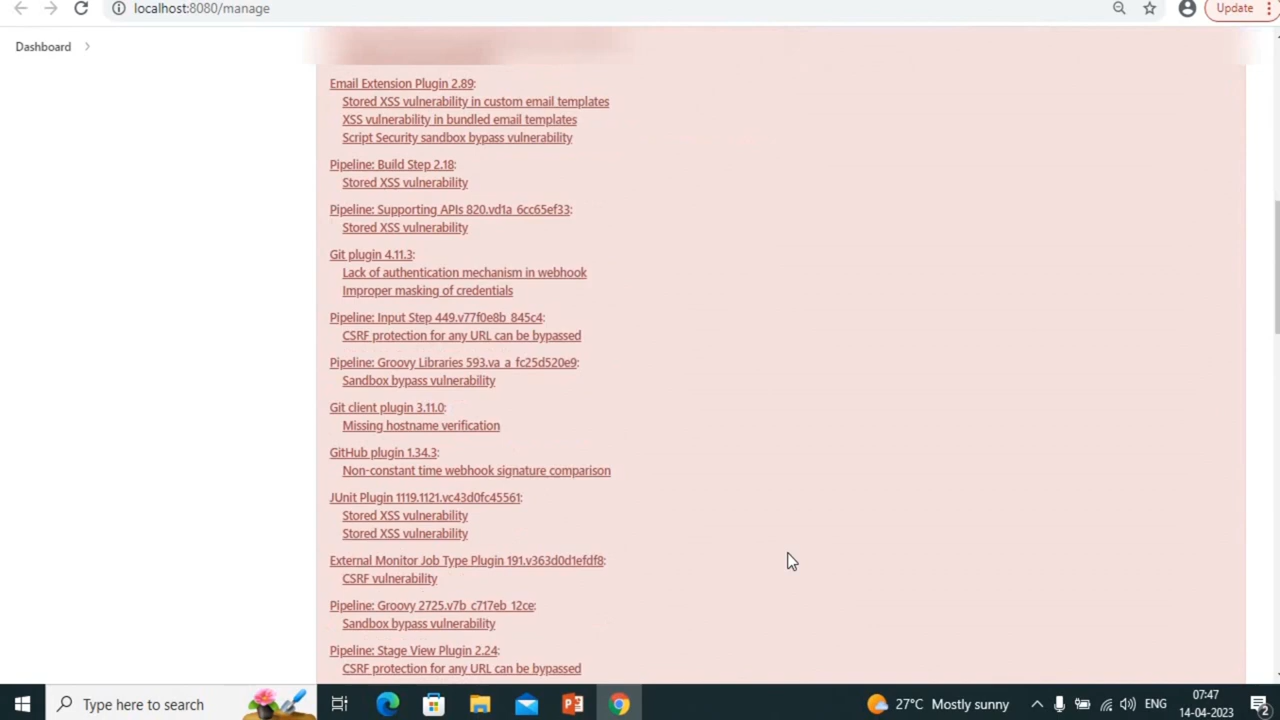 localhost:8080/manage
Update
Dashboard
Email Extension Plugin 2.89:
Stored XSS vulnerability in custom email templates
XSS vulnerability in bundled email templates
Script Security sandbox bypass vulnerability
Pipeline: Build Step 2.18:
Stored XSS vulnerability
Pipeline: Supporting APIs 820.vd1a_6cc65ef33:
Stored XSS vulnerability
Git plugin 4.11.3:
Lack of authentication mechanism in webhook
Improper masking of credentials
Pipeline: Input Step 449.v77f0e8b_845c4:
CSRF protection for any URL can be bypassed
Pipeline: Groovy Libraries 593.va_a_fc25d520e9:
Sandbox bypass vulnerability
Git client plugin 3.11.0:
Missing hostname verification
GitHub plugin 1.34.3:
Non-constant time webhook signature comparison
JUnit Plugin 1119.1121.vc43d0fc45561:
Stored XSS vulnerability
Stored XSS vulnerability
External Monitor Job Type Plugin 191.v363d0d1efdf8:
CSRF vulnerability
Pipeline: Groovy 2725.v7b_c717eb_12ce:
Sandbox bypass vulnerability
Pipeline: Stage View Plugin 2.24:
CSRF protection for any URL can be bypassed
Type here to search
27°C Mostly sunny
ENG
07:47
14-04-2023
2